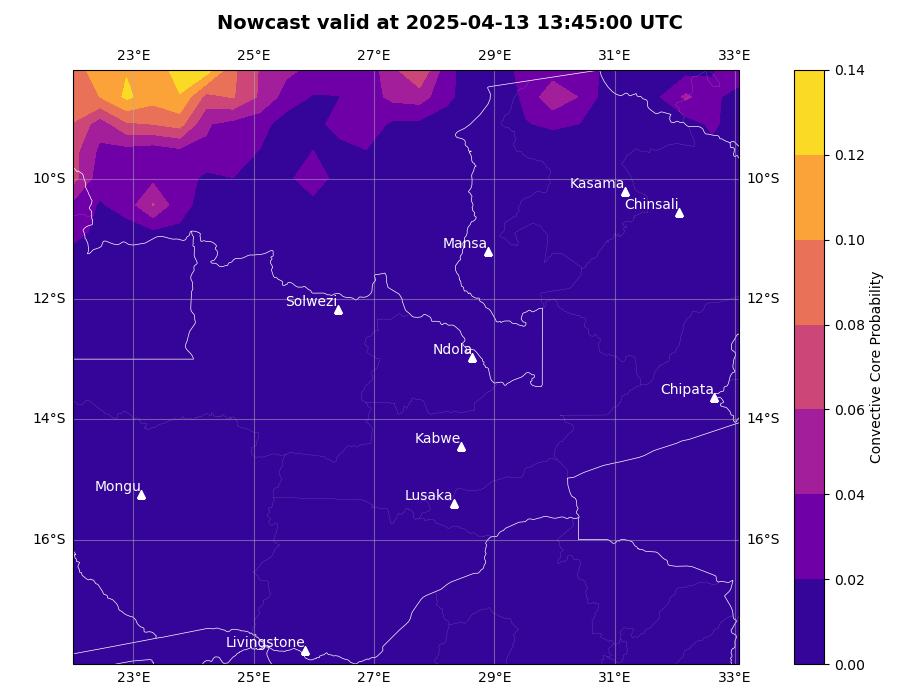 Nowcast valid at 2025-04-13 13:45:00 UTC
23°E 25°E 27°E 29°E 31°E 33°E
0.14
0.12
10°S Kasama 10°S
Chinsali
0.10
Mansa
12°S Solwezi 12°S
0.08
Ndola
Chipata
0.06
14°S 14°S
Kabwe
Mongu
Lusaka
0.04
16°S 16°S
0.02
Livingstone
0.00
23°E 25°E 27°E 29°E 31°E 33°E
Convective Core Probability